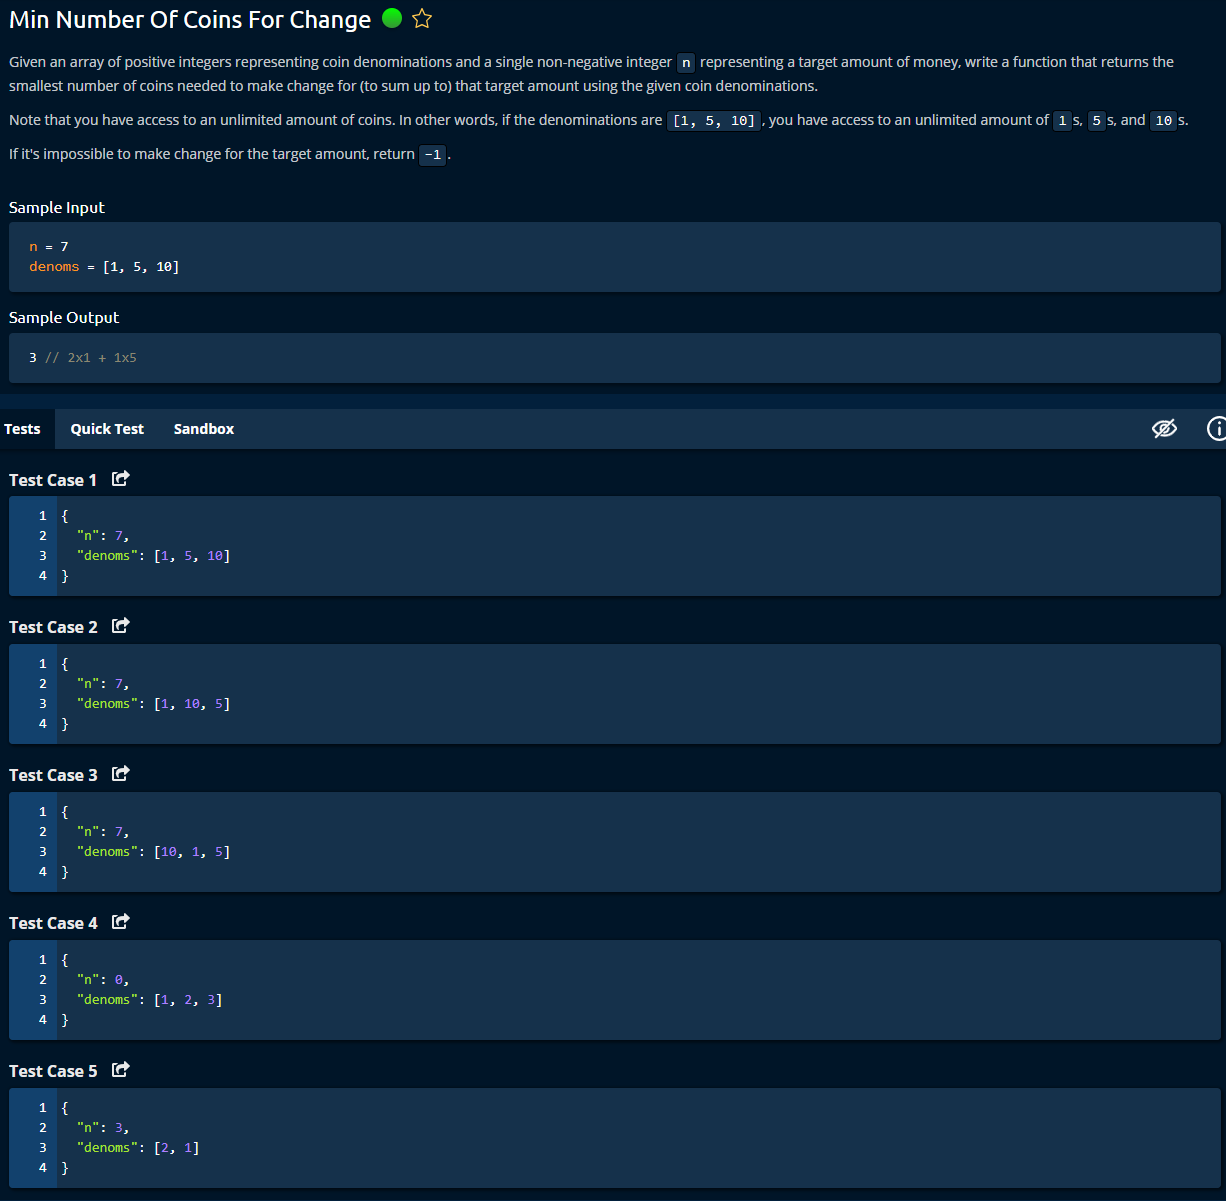 Min Number Of Coins For Change
Given an array of positive integers representing coin denominations and a single non-negative integer n representing a target amount of money, write a function that returns the
smallest number of coins needed to make change for (to sum up to) that target amount using the given coin denominations.
Note that you have access to an unlimited amount of coins. In other words, if the denominations are [1, 5, 10], you have access to an unlimited amount of 1s, 5s, and 10s.
If it's impossible to make change for the target amount, return -1.
Sample Input
n = 7
denoms = [1, 5, 10]
Sample Output
3 // 2x1 + 1x5
Tests Quick Test Sandbox
Test Case 1
1 {
2 "n": 7,
3 "denoms": [1, 5, 10]
4 }
Test Case 2
1 {
2 "n": 7,
3 "denoms": [1, 10, 5]
4 }
Test Case 3
1 {
2 "n": 7,
3 "denoms": [10, 1, 5]
4 }
Test Case 4
1 {
2 "n": 0,
3 "denoms": [1, 2, 3]
4 }
Test Case 5
1 {
2 "n": 3,
3 "denoms": [2, 1]
4 }